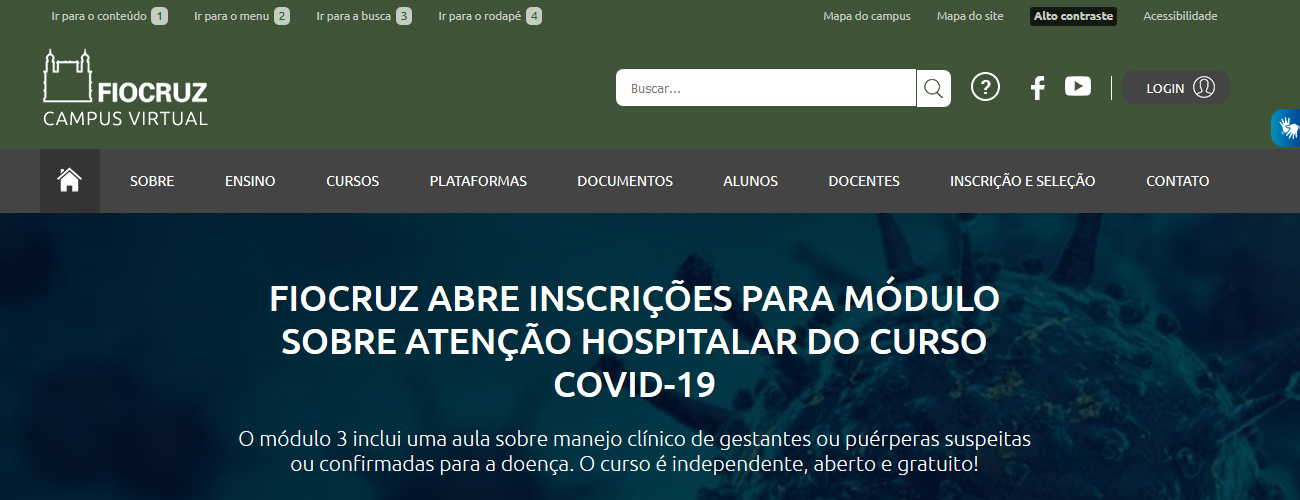 Ir para o conteúdo 1 Ir para o menu 2 Ir para a busca 3 Ir para o rodapé 4 Mapa do campus Mapa do site Alto contraste Acessibilidade
FIOCRUZ
CAMPUS VIRTUAL
Buscar... ? LOGIN
SOBRE ENSINO CURSOS PLATAFORMAS DOCUMENTOS ALUNOS DOCENTES INSCRIÇÃO E SELEÇÃO CONTATO
FIOCRUZ ABRE INSCRIÇÕES PARA MÓDULO
SOBRE ATENÇÃO HOSPITALAR DO CURSO
COVID-19
O módulo 3 inclui uma aula sobre manejo clínico de gestantes ou puérperas suspeitas
ou confirmadas para a doença. O curso é independente, aberto e gratuito!